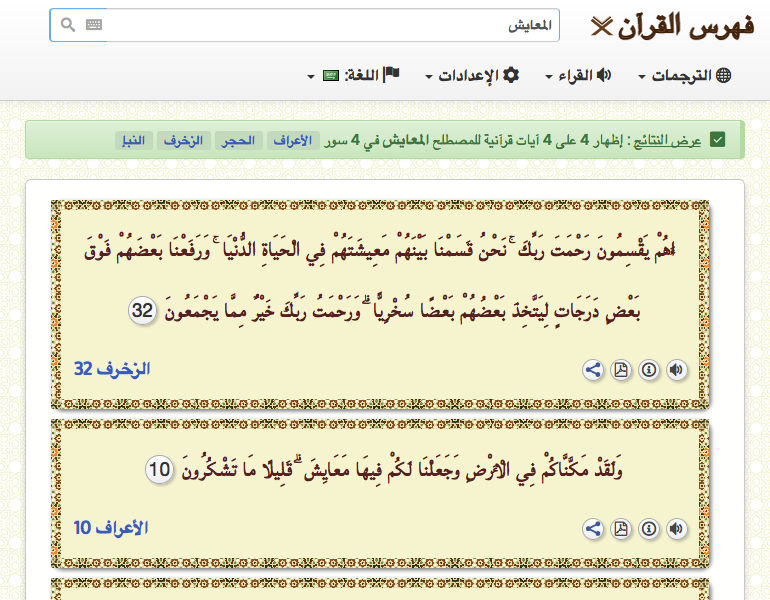 فهرس القرآن
المعايش
الترجمات
القراء
الإعدادات
اللغة:
عرض النتائج : إظهار 4 على 4 آيات قرآنية للمصطلح المعايش في 4 سور الأعراف الحجر الزخرف النبإ
أَهُمْ يَقْسِمُونَ رَحْمَتَ رَبِّكَ ۚ نَحْنُ قَسَمْنَا بَيْنَهُمْ مَعِيشَتَهُمْ فِي الْحَيَاةِ الدُّنْيَا ۚ وَرَفَعْنَا بَعْضَهُمْ فَوْقَ
بَعْضٍ دَرَجَاتٍ لِيَتَّخِذَ بَعْضُهُمْ بَعْضًا سُخْرِيًّا ۗ وَرَحْمَتُ رَبِّكَ خَيْرٌ مِمَّا يَجْمَعُونَ 32
الزخرف 32
وَلَقَدْ مَكَّنَّاكُمْ فِي الْأَرْضِ وَجَعَلْنَا لَكُمْ فِيهَا مَعَايِشَ ۗ قَلِيلًا مَا تَشْكُرُونَ 10
الأعراف 10